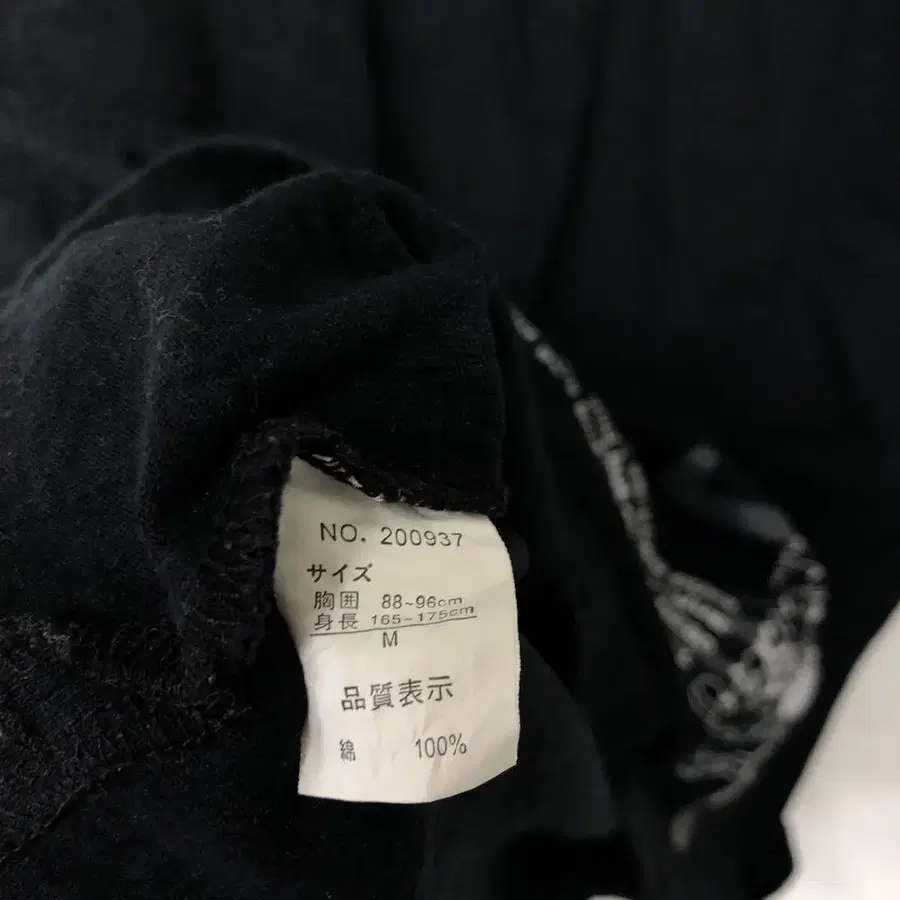 NO. 200937
サイズ
胸囲 88~96cm
身長 165-175cm
M
品質表示
綿 100%